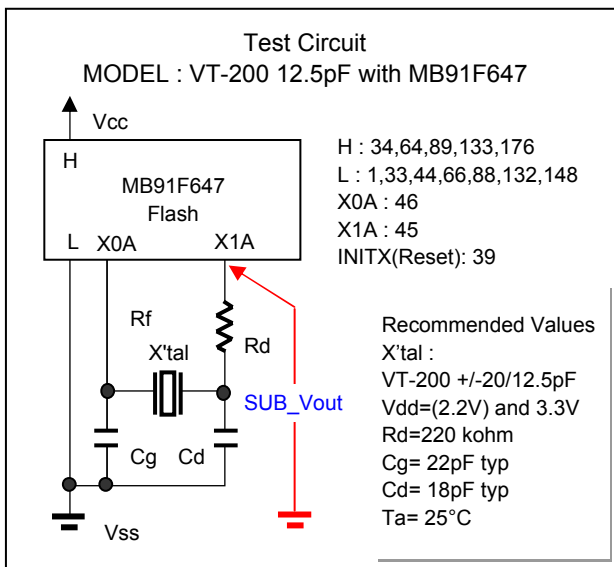 Test Circuit
MODEL : VT-200 12.5pF with MB91F647
Vcc
H
MB91F647
Flash
L X0A X1A
H : 34,64,89,133,176
L : 1,33,44,66,88,132,148
X0A : 46
X1A : 45
INITX(Reset): 39
Rf
X'tal
Rd
SUB_Vout
Cg Cd
Vss
Recommended Values
X'tal :
VT-200 +/-20/12.5pF
Vdd=(2.2V) and 3.3V
Rd=220 kohm
Cg= 22pF typ
Cd= 18pF typ
Ta= 25°C